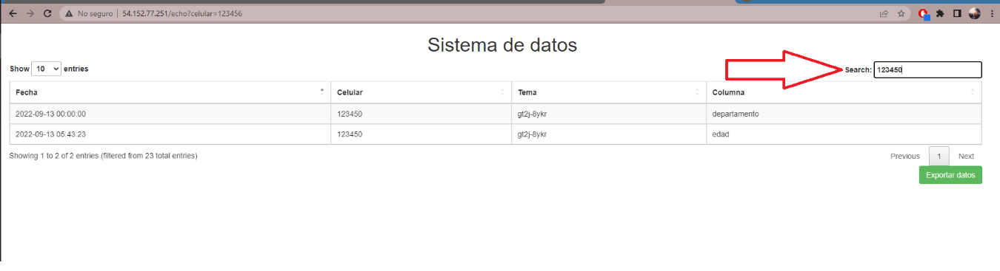 No seguro | 54.152.77.251/echo?celular=123456
Sistema de datos
Show 10 entries
Search: 123450
Fecha Celular Tema Columna
2022-09-13 00:00:00 123450 gt2j-8ykr departamento
2022-09-13 05:43:23 123450 gt2j-8ykr edad
Showing 1 to 2 of 2 entries (filtered from 23 total entries)
Previous 1 Next
Exportar datos